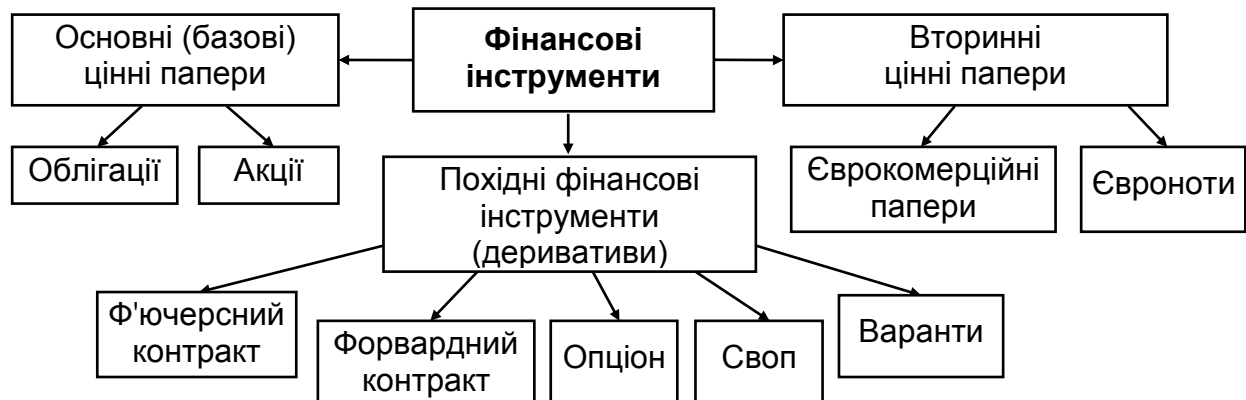 Основні (базові)
цінні папери
Фінансові
інструменти
Вторинні
цінні папери
Облігації
Акції
Похідні фінансові
інструменти
(деривативи)
Єврокомерційні
папери
Євроноти
Ф'ючерсний
контракт
Форвардний
контракт
Опціон
Своп
Варанти